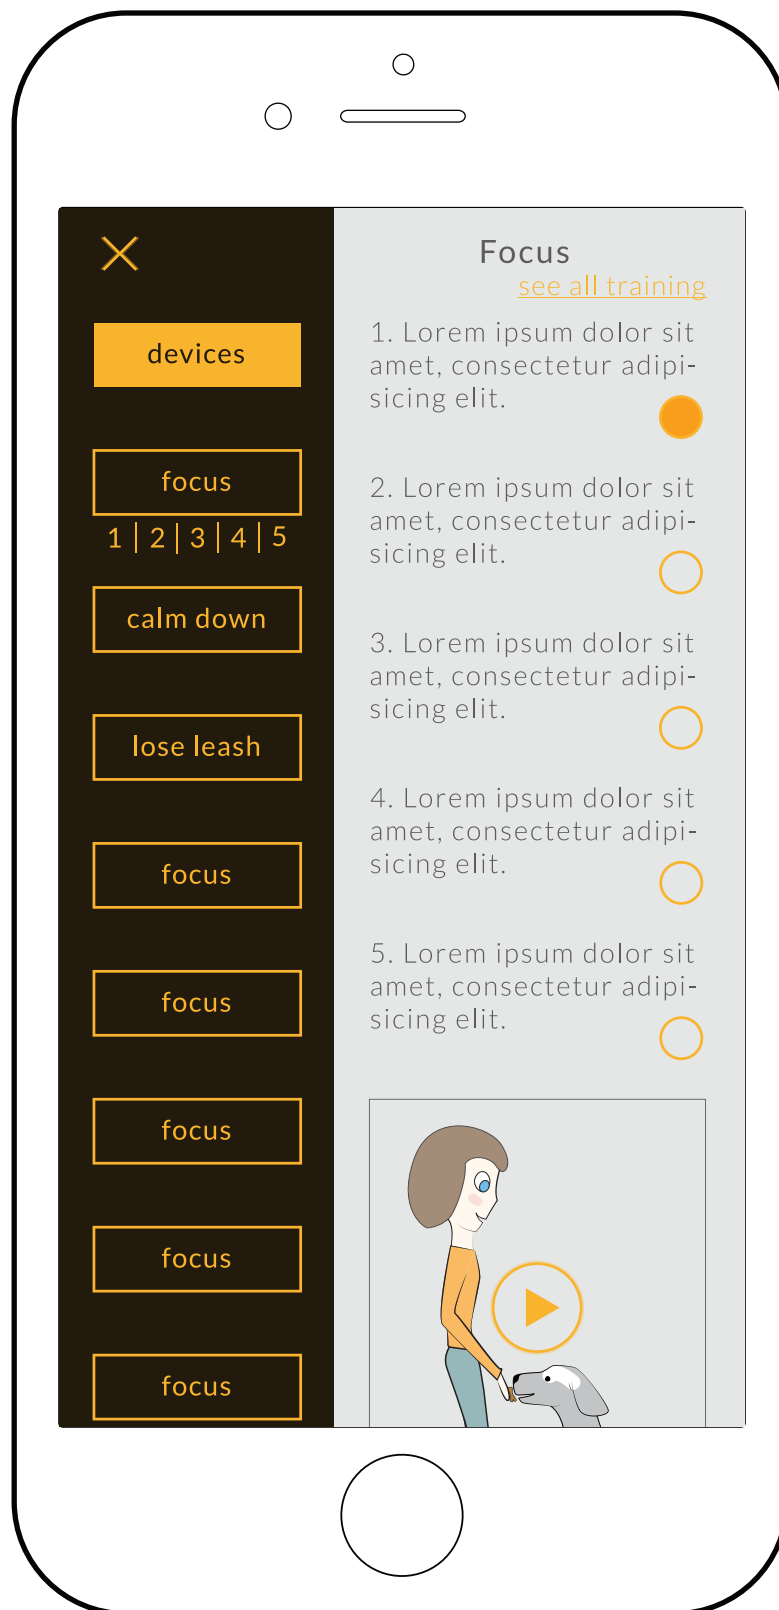 devices
focus
1 | 2 | 3 | 4 | 5
calm down
lose leash
focus
focus
focus
focus
focus
Focus
see all training
1. Lorem ipsum dolor sit
amet, consectetur adipi-
sicing elit.
2. Lorem ipsum dolor sit
amet, consectetur adipi-
sicing elit.
3. Lorem ipsum dolor sit
amet, consectetur adipi-
sicing elit.
4. Lorem ipsum dolor sit
amet, consectetur adipi-
sicing elit.
5. Lorem ipsum dolor sit
amet, consectetur adipi-
sicing elit.